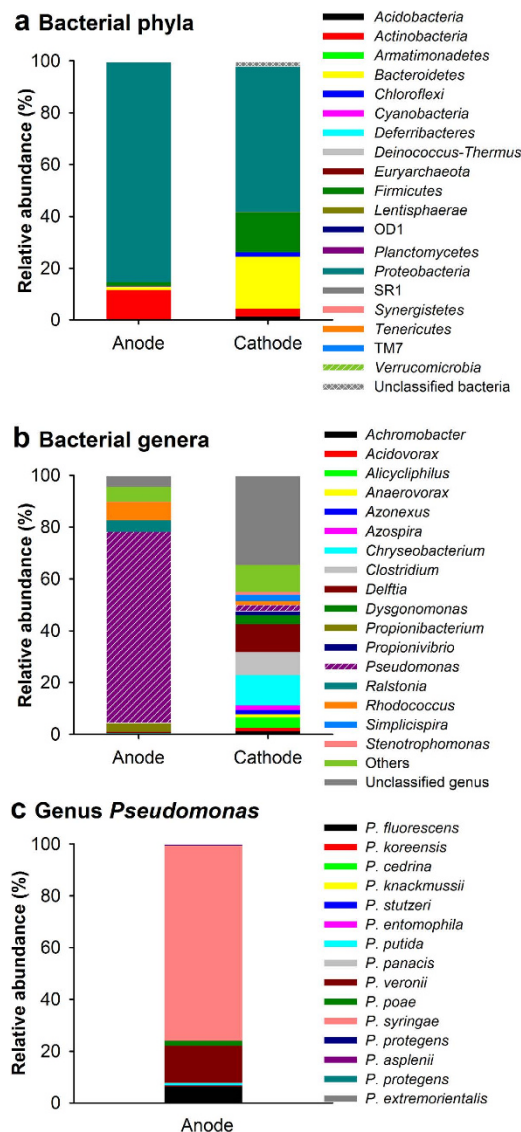 a Bacterial phyla
Relative abundance (%)
100
80
60
40
20
0
Anode
Cathode
Acidobacteria
Actinobacteria
Armatimonadetes
Bacteroidetes
Chloroflexi
Cyanobacteria
Deferribacteres
Deinococcus-Thermus
Euryarchaeota
Firmicutes
Lentisphaerae
OD1
Planctomycetes
Proteobacteria
SR1
Synergistetes
Tenericutes
TM7
Verrucomicrobia
Unclassified bacteria
b Bacterial genera
Relative abundance (%)
100
80
60
40
20
0
Anode
Cathode
Achromobacter
Acidovorax
Alicycliphilus
Anaerovorax
Azonexus
Azospira
Chryseobacterium
Clostridium
Delftia
Dysgonomonas
Propionibacterium
Propionivibrio
Pseudomonas
Ralstonia
Rhodococcus
Simplicispira
Stenotrophomonas
Others
Unclassified genus
c Genus Pseudomonas
Relative abundance (%)
100
80
60
40
20
0
Anode
P. fluorescens
P. koreensis
P. cedrina
P. knackmussii
P. stutzeri
P. entomophila
P. putida
P. panacis
P. veronii
P. poae
P. syringae
P. protegens
P. asplenii
P. protegens
P. extremorientalis